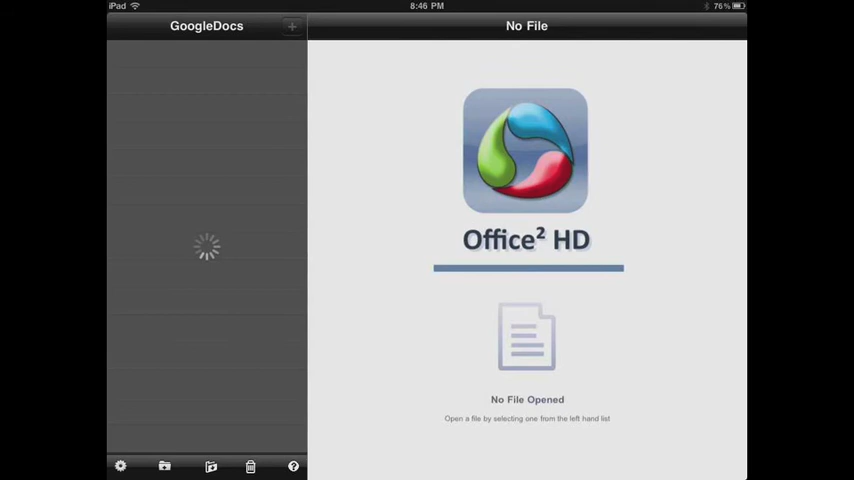 iPad 8:46 PM 76%
GoogleDocs + No File
Office² HD
No File Opened
Open a file by selecting one from the left hand list
?